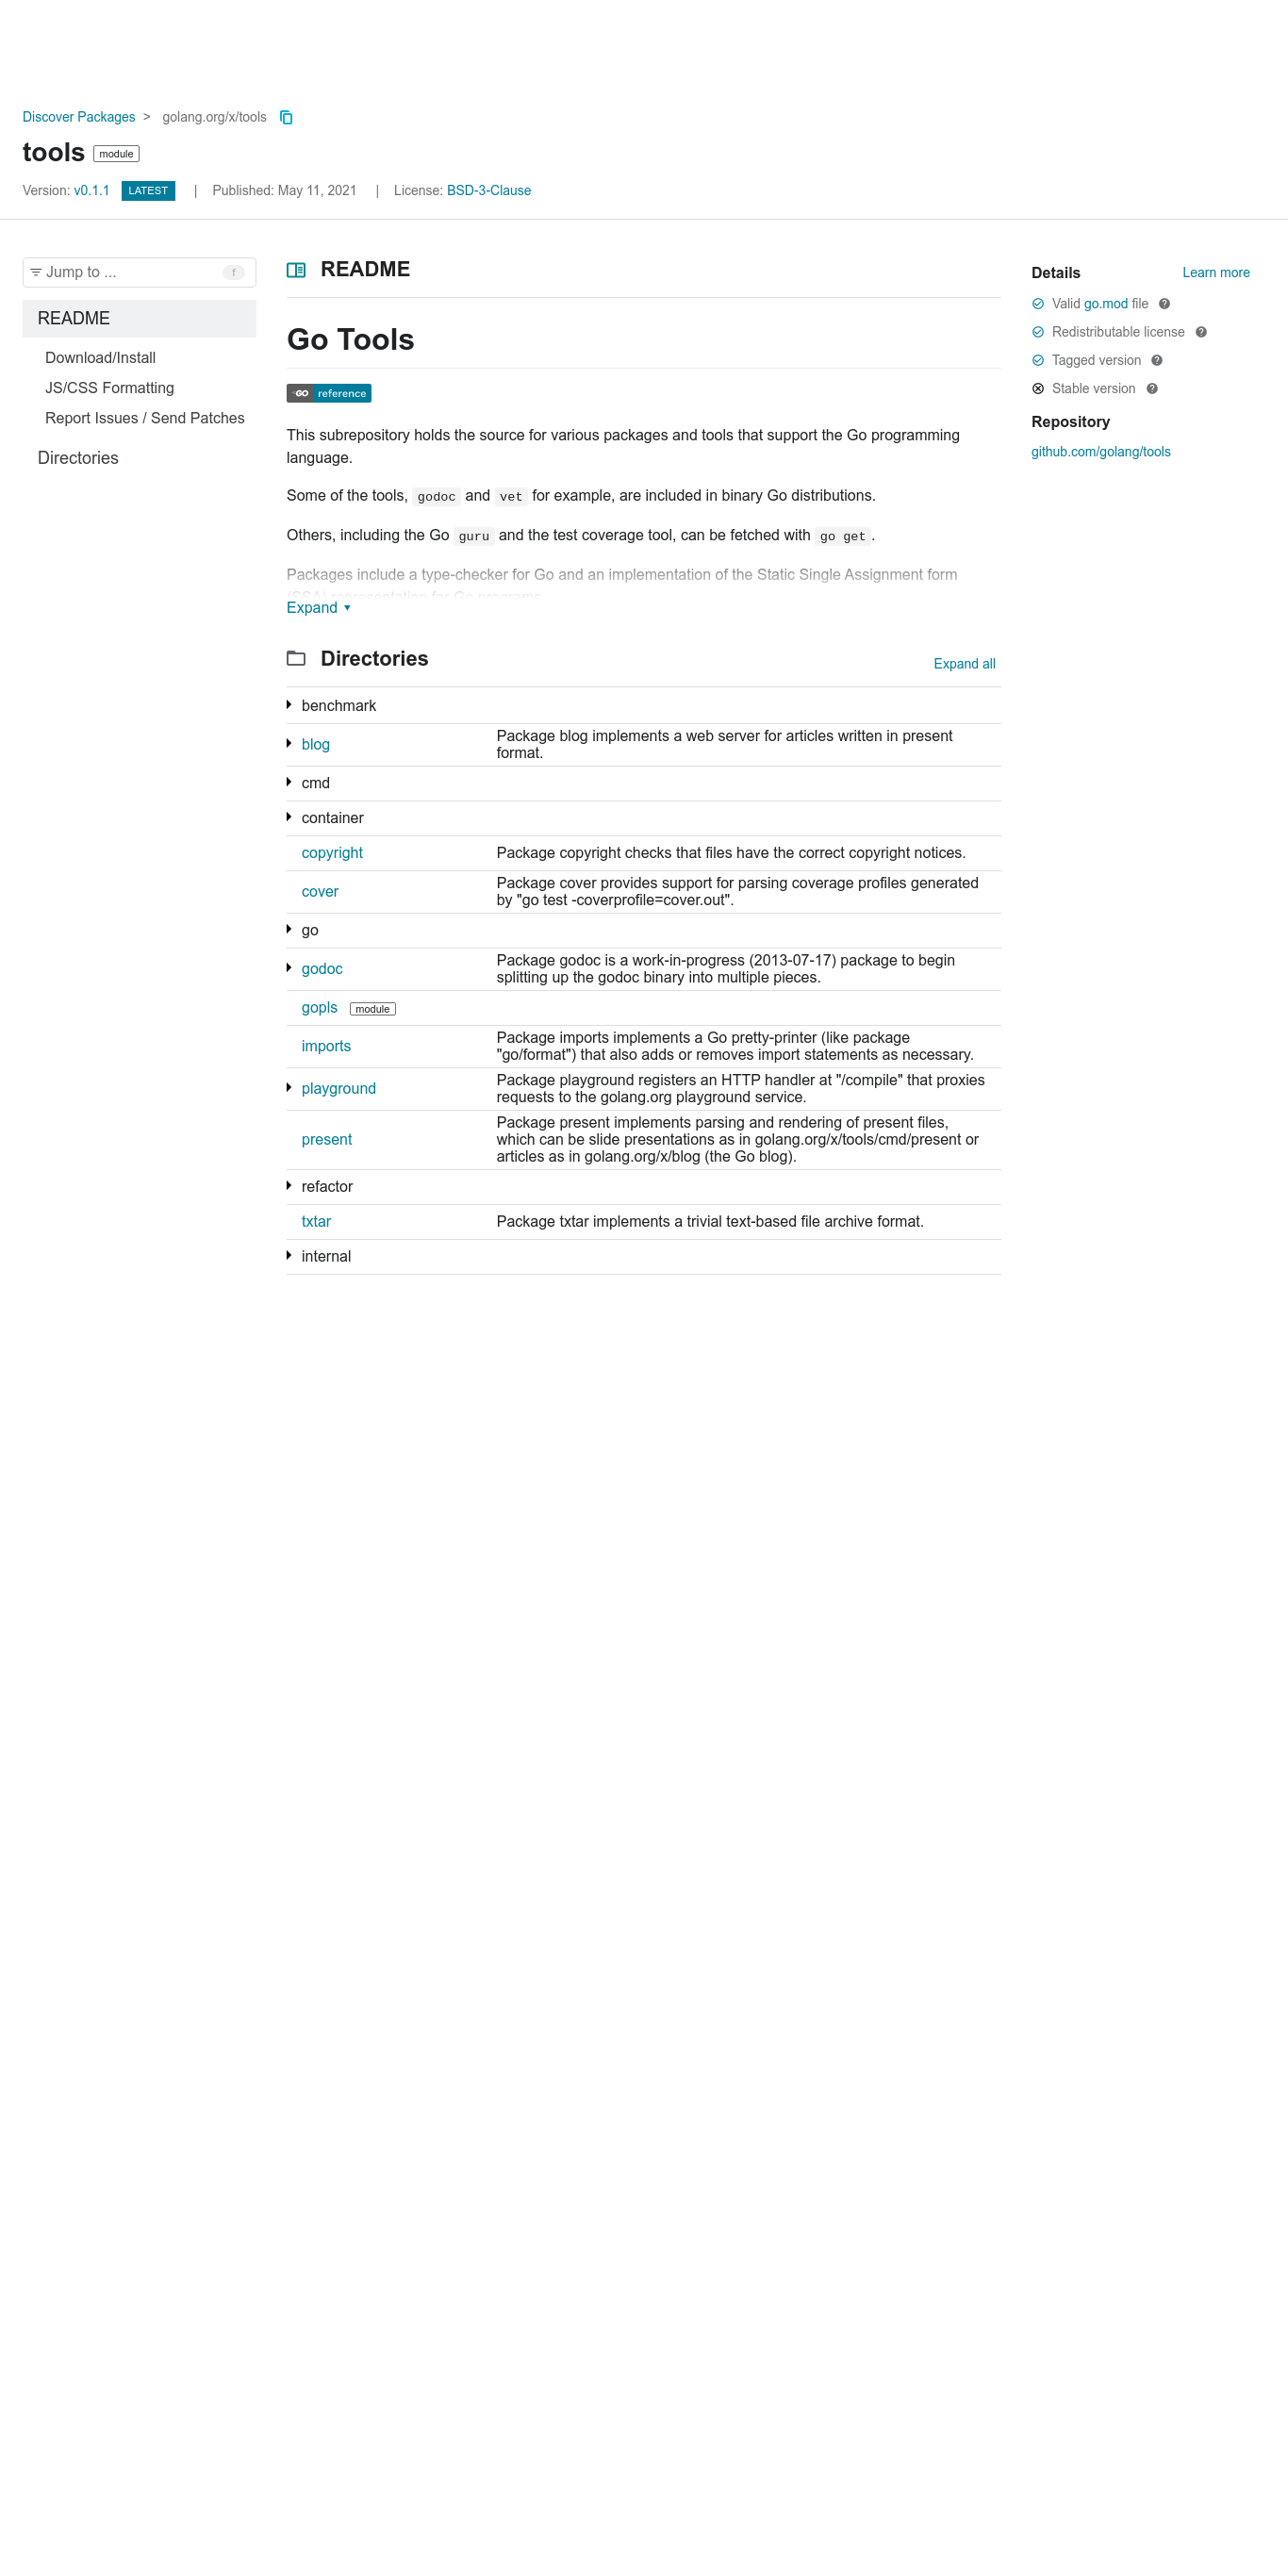 Discover Packages > golang.org/x/tools
tools module
Version: v0.1.1 LATEST | Published: May 11, 2021 | License: BSD-3-Clause
Jump to ... f
README
Download/Install
JS/CSS Formatting
Report Issues / Send Patches
Directories
README
Go Tools
GO reference
This subrepository holds the source for various packages and tools that support the Go programming
language.
Some of the tools, godoc and vet for example, are included in binary Go distributions.
Others, including the Go guru and the test coverage tool, can be fetched with go get.
Packages include a type-checker for Go and an implementation of the Static Single Assignment form
(SSA) representation for Go programs.
Expand
Directories
Expand all
benchmark
blog
Package blog implements a web server for articles written in present
format.
cmd
container
copyright
Package copyright checks that files have the correct copyright notices.
cover
Package cover provides support for parsing coverage profiles generated
by "go test -coverprofile=cover.out".
go
godoc
Package godoc is a work-in-progress (2013-07-17) package to begin
splitting up the godoc binary into multiple pieces.
gopls module
imports
Package imports implements a Go pretty-printer (like package
"go/format") that also adds or removes import statements as necessary.
playground
Package playground registers an HTTP handler at "/compile" that proxies
requests to the golang.org playground service.
present
Package present implements parsing and rendering of present files,
which can be slide presentations as in golang.org/x/tools/cmd/present or
articles as in golang.org/x/blog (the Go blog).
refactor
txtar
Package txtar implements a trivial text-based file archive format.
internal
Details
Learn more
Valid go.mod file
Redistributable license
Tagged version
Stable version
Repository
github.com/golang/tools